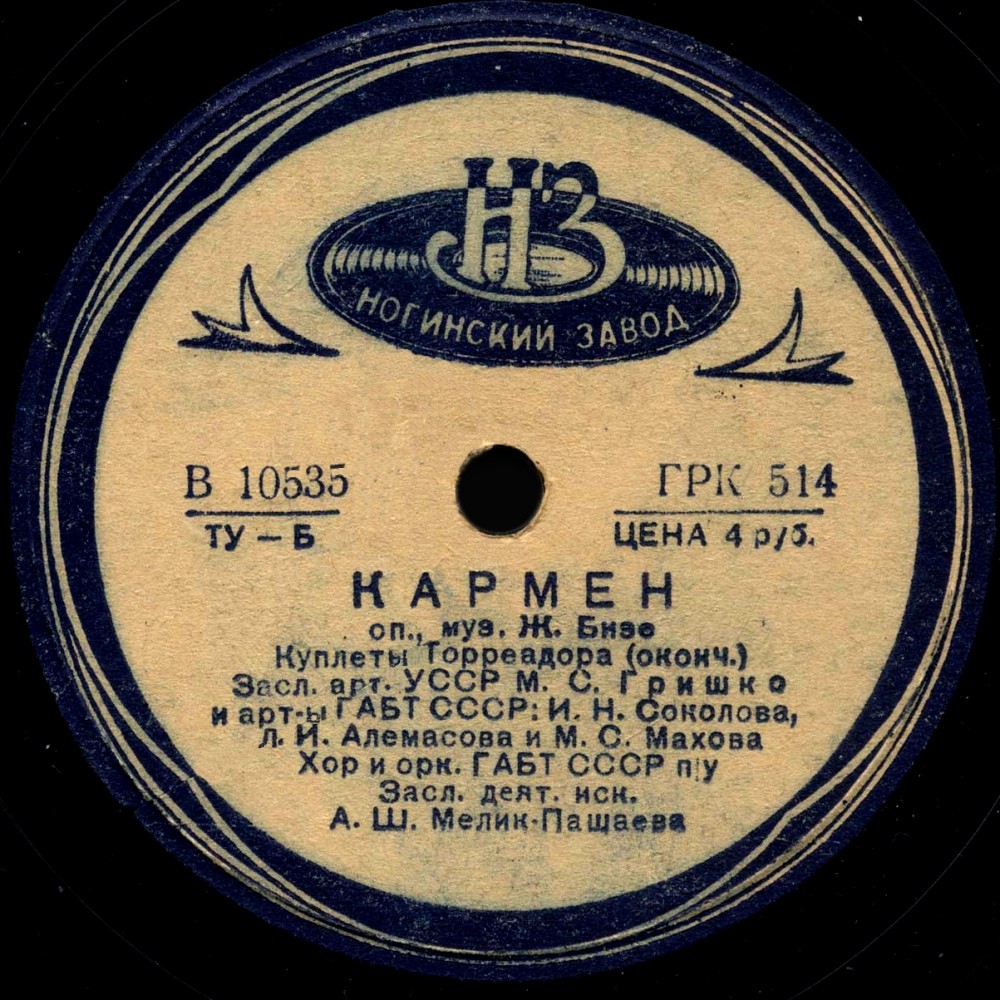 НЗ
НОГИНСКИЙ ЗАВОД
В 10535
ГРК 514
ТУ — Б
ЦЕНА 4 руб.
КАРМЕН
оп., муз. Ж. Бизе
Куплеты Торреадора (оконч.)
Засл. арт. УССР М. С. Гришко
и арт-ы ГАБТ СССР: И. Н. Соколова,
Л. И. Алемасова и М. С. Махова
Хор и орк. ГАБТ СССР п/у
Засл. деят. иск.
А. Ш. Мелик-Пашаева